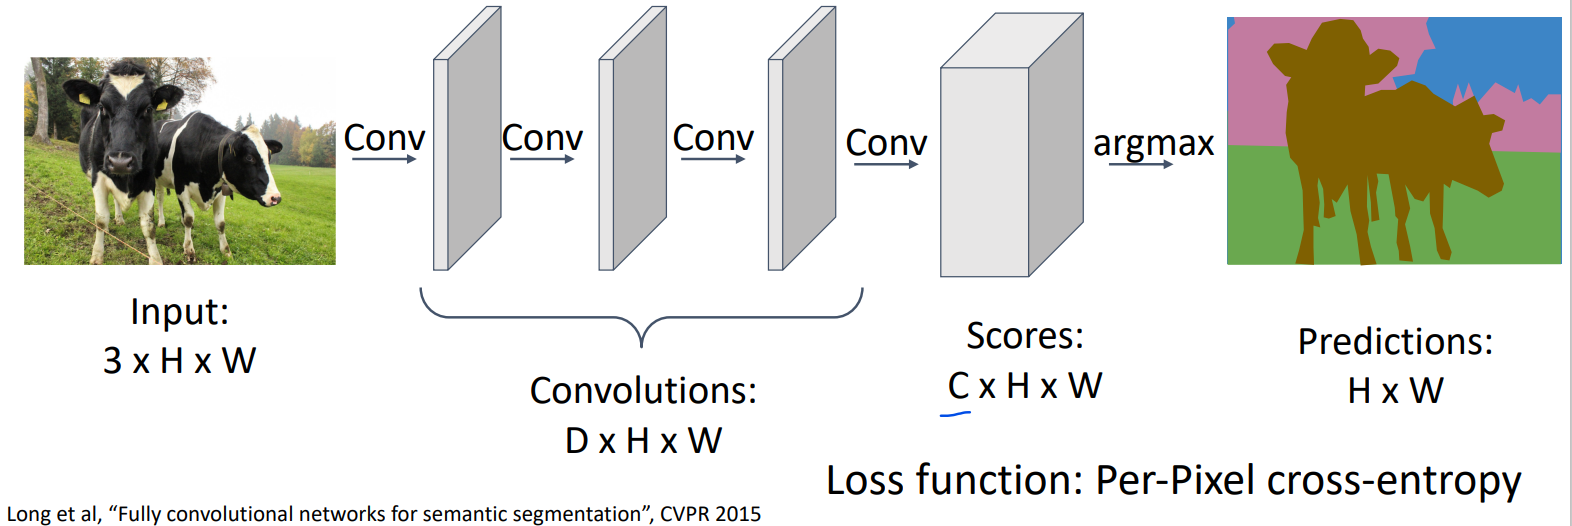 Conv
Conv
Conv
Conv
argmax
Input:
3 x H x W
Convolutions:
D x H x W
Scores:
C x H x W
Predictions:
H x W
Loss function: Per-Pixel cross-entropy
Long et al, “Fully convolutional networks for semantic segmentation”, CVPR 2015